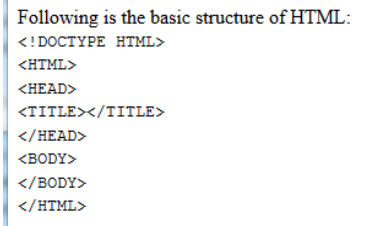 Following is the basic structure of HTML:
<!DOCTYPE HTML>
<HTML>
<HEAD>
<TITLE></TITLE>
</HEAD>
<BODY>
</BODY>
</HTML>